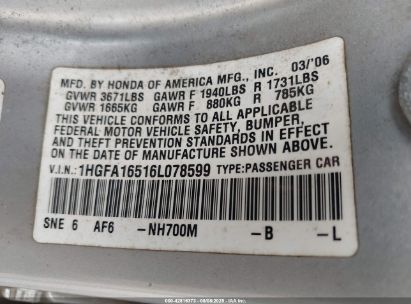 MFD. BY HONDA OF AMERICA MFG., INC. 03/'06
GVWR 3671LBS GAWR F 1940LBS R 1731LBS
GVWR 1665KG GAWR F 880KG R 785KG
THIS VEHICLE CONFORMS TO ALL APPLICABLE
FEDERAL MOTOR VEHICLE SAFETY, BUMPER,
AND THEFT PREVENTION STANDARDS IN EFFECT
ON THE DATE OF MANUFACTURE SHOWN ABOVE.
V.I.N.: 1HGFA16516L078599 TYPE: PASSENGER CAR
SNE 6 AF6 -NH700M -B -L